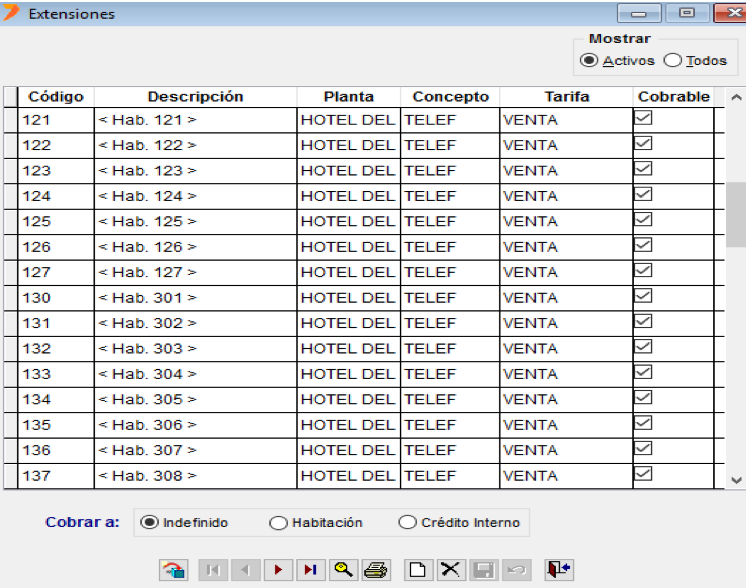 Extensiones
Mostrar
Activos Todos
Código Descripción Planta Concepto Tarifa Cobrable
121 < Hab. 121 > HOTEL DEL TELEF VENTA
122 < Hab. 122 > HOTEL DEL TELEF VENTA
123 < Hab. 123 > HOTEL DEL TELEF VENTA
124 < Hab. 124 > HOTEL DEL TELEF VENTA
125 < Hab. 125 > HOTEL DEL TELEF VENTA
126 < Hab. 126 > HOTEL DEL TELEF VENTA
127 < Hab. 127 > HOTEL DEL TELEF VENTA
130 < Hab. 301 > HOTEL DEL TELEF VENTA
131 < Hab. 302 > HOTEL DEL TELEF VENTA
132 < Hab. 303 > HOTEL DEL TELEF VENTA
133 < Hab. 304 > HOTEL DEL TELEF VENTA
134 < Hab. 305 > HOTEL DEL TELEF VENTA
135 < Hab. 306 > HOTEL DEL TELEF VENTA
136 < Hab. 307 > HOTEL DEL TELEF VENTA
137 < Hab. 308 > HOTEL DEL TELEF VENTA
Cobrar a: Indefinido Habitación Crédito Interno